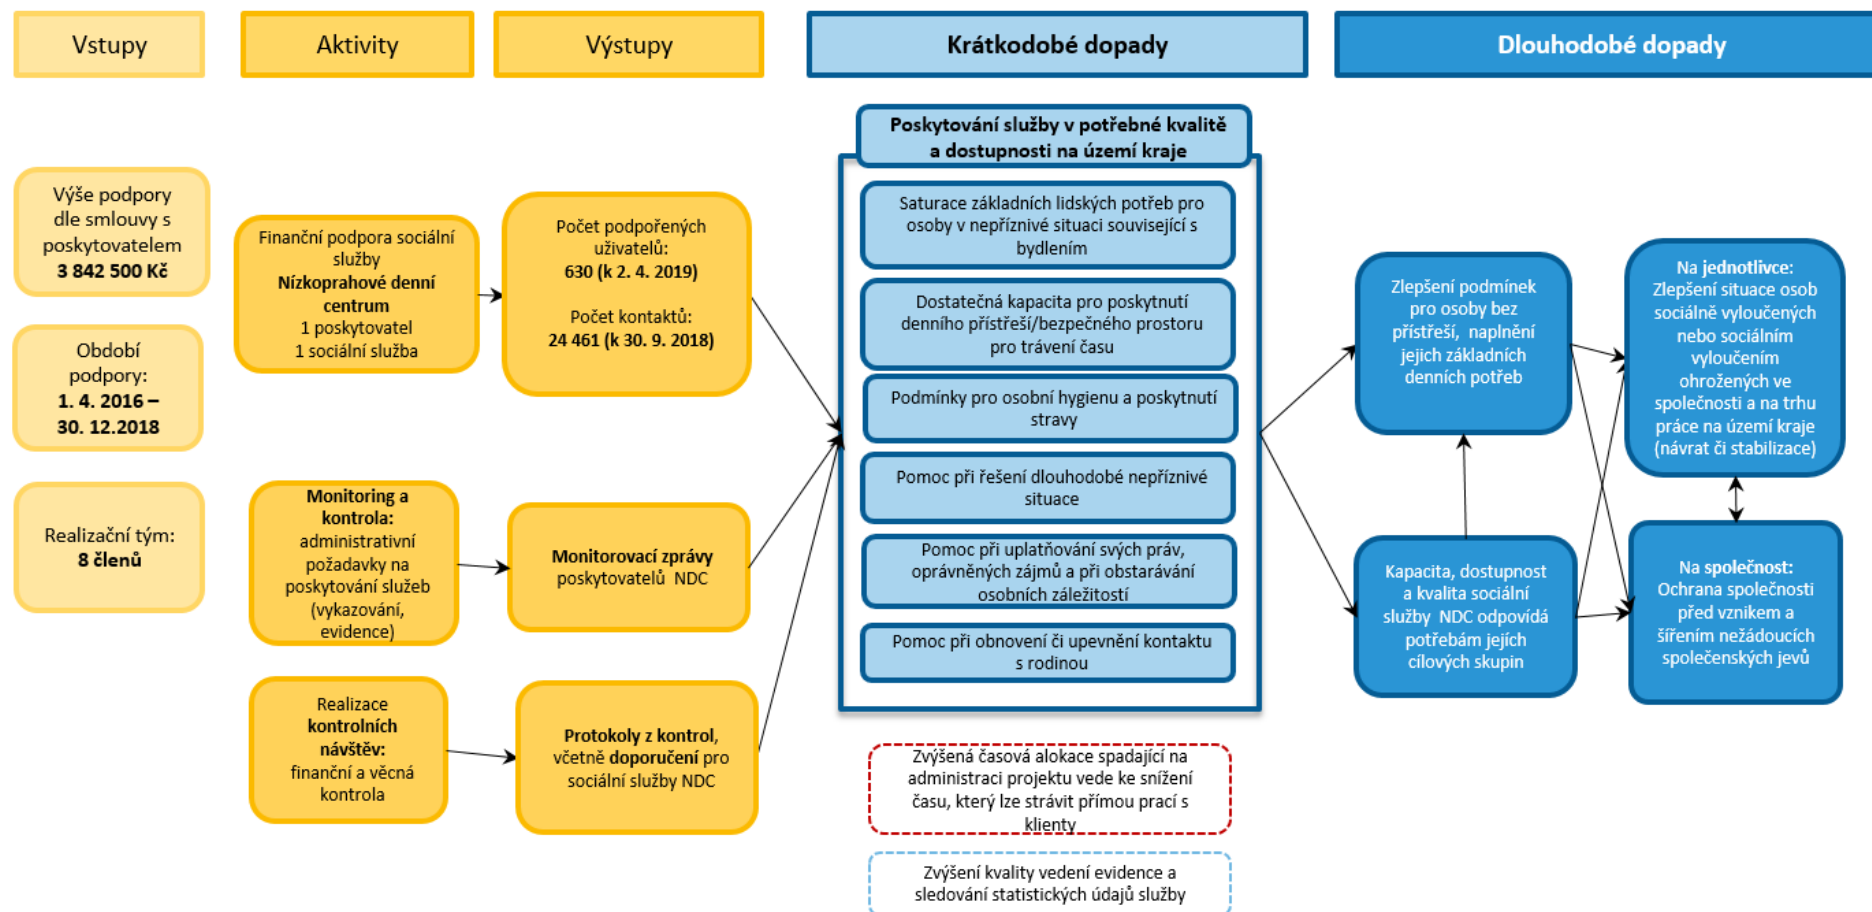 Vstupy
Aktivity
Výstupy
Krátkodobé dopady
Dlouhodobé dopady
Výše podpory
dle smlouvy s
poskytovatelem
3 842 500 Kč
Období
podpory:
1. 4. 2016 –
30. 12.2018
Realizační tým:
8 členů
Finanční podpora sociální
služby
Nízkoprahové denní
centrum
1 poskytovatel
1 sociální služba
Monitoring a
kontrola:
administrativní
požadavky na
poskytování služeb
(vykazování,
evidence)
Realizace
kontrolních
návštěv:
finanční a věcná
kontrola
Počet podpořených
uživatelů:
630 (k 2. 4. 2019)
Počet kontaktů:
24 461 (k 30. 9. 2018)
Monitorovací zprávy
poskytovatelů NDC
Protokoly z kontrol,
včetně doporučení pro
sociální služby NDC
Poskytování služby v potřebné kvalitě
a dostupnosti na území kraje
Saturace základních lidských potřeb pro
osoby v nepříznivé situaci související s
bydlením
Dostatečná kapacita pro poskytnutí
denního přístřeší/bezpečného prostoru
pro trávení času
Podmínky pro osobní hygienu a poskytnutí
stravy
Pomoc při řešení dlouhodobé nepříznivé
situace
Pomoc při uplatňování svých práv,
oprávněných zájmů a při obstarávání
osobních záležitostí
Pomoc při obnovení či upevnění kontaktu
s rodinou
Zvýšená časová alokace spadající na
administraci projektu vede ke snížení
času, který lze strávit přímou prací s
klienty
Zvýšení kvality vedení evidence a
sledování statistických údajů služby
Zlepšení podmínek
pro osoby bez
přístřeší, naplnění
jejich základních
denních potřeb
Kapacita, dostupnost
a kvalita sociální
služby NDC odpovídá
potřebám jejích
cílových skupin
Na jednotlivce:
Zlepšení situace osob
sociálně vyloučených
nebo sociálním
vyloučením
ohrožených ve
společnosti a na trhu
práce na území kraje
(návrat či stabilizace)
Na společnost:
Ochrana společnosti
před vznikem a
šířením nežádoucích
společenských jevů